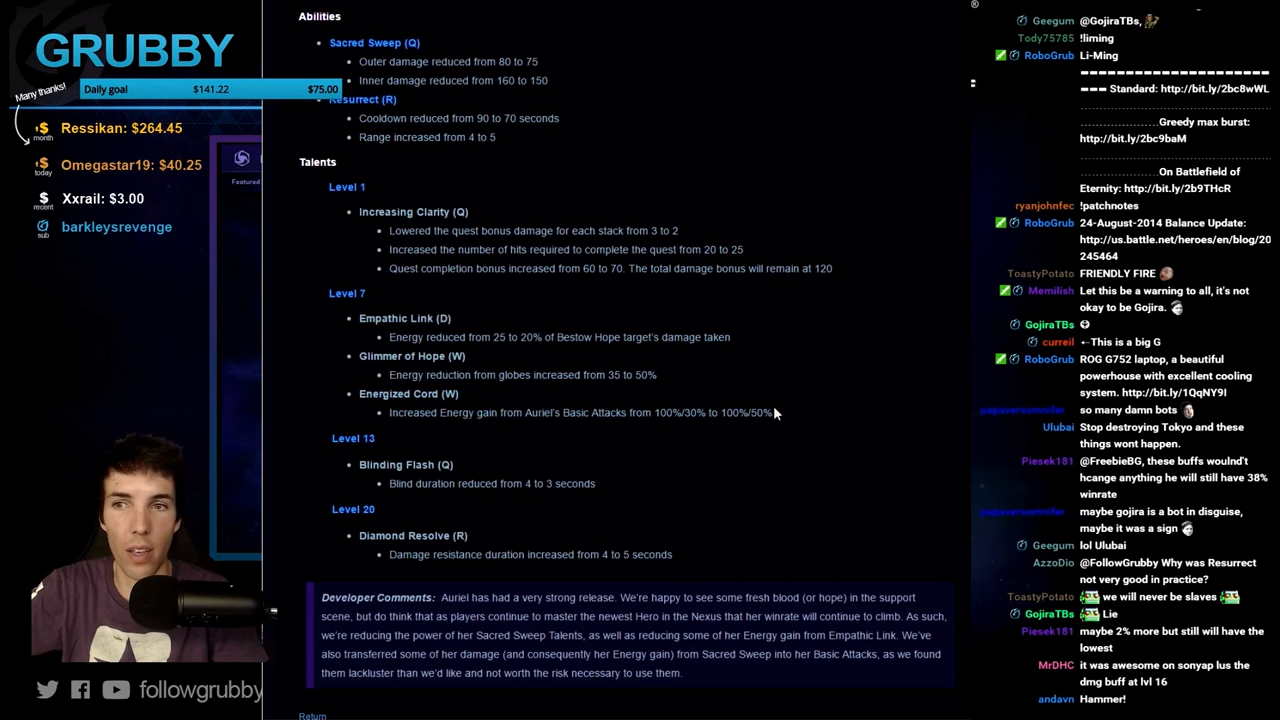 GRUBBY
Many thanks!
Daily goal $141.22 $75.00
$ month Ressikan: $264.45
$ today Omegastar19: $40.25
$ recent Xxrail: $3.00
sub barkleysrevenge
Featured
followgrubby
Abilities
Sacred Sweep (Q)
Outer damage reduced from 80 to 75
Inner damage reduced from 160 to 150
Resurrect (R)
Cooldown reduced from 90 to 70 seconds
Range increased from 4 to 5
Talents
Level 1
Increasing Clarity (Q)
Lowered the quest bonus damage for each stack from 3 to 2
Increased the number of hits required to complete the quest from 20 to 25
Quest completion bonus increased from 60 to 70. The total damage bonus will remain at 120
Level 7
Empathic Link (D)
Energy reduced from 25 to 20% of Bestow Hope target's damage taken
Glimmer of Hope (W)
Energy reduction from globes increased from 35 to 50%
Energized Cord (W)
Increased Energy gain from Auriel's Basic Attacks from 100%/30% to 100%/50%
Level 13
Blinding Flash (Q)
Blind duration reduced from 4 to 3 seconds
Level 20
Diamond Resolve (R)
Damage resistance duration increased from 4 to 5 seconds
Developer Comments: Auriel has had a very strong release. We're happy to see some fresh blood (or hope) in the support
scene, but do think that as players continue to master the newest Hero in the Nexus that her winrate will continue to climb. As such,
we're reducing the power of her Sacred Sweep Talents, as well as reducing some of her Energy gain from Empathic Link. We've
also transferred some of her damage (and consequently her Energy gain) from Sacred Sweep into her Basic Attacks, as we found
them lackluster than we'd like and not worth the risk necessary to use them.
Return
Geegum @GojiraTBs,
Tody75785 !liming
RoboGrub Li-Ming
Standard: http://bit.ly/2bc8wWL
Greedy max burst:
http://bit.ly/2bc9baM
On Battlefield of
Eternity: http://bit.ly/2b9THcR
ryanjohnfec !patchnotes
RoboGrub 24-August-2014 Balance Update:
http://us.battle.net/heroes/en/blog/20
245464
ToastyPotato FRIENDLY FIRE
Memilish Let this be a warning to all, it's not
okay to be Gojira.
GojiraTBs
curreil ←This is a big G
RoboGrub ROG G752 laptop, a beautiful
powerhouse with excellent cooling
system. http://bit.ly/1QqNY9I
papaversomnifer so many damn bots
Ulubai Stop destroying Tokyo and these
things wont happen.
Piesek181 @FreebieBG, these buffs woulnd't
hcange anything he will still have 38%
winrate
papaversomnifer maybe gojira is a bot in disguise,
maybe it was a sign
Geegum lol Ulubai
AzzoDio @FollowGrubby Why was Resurrect
not very good in practice?
ToastyPotato we will never be slaves
GojiraTBs Lie
Piesek181 maybe 2% more but still will have the
lowest
MrDHC it was awesome on sonyap lus the
dmg buff at lvl 16
andavn Hammer!